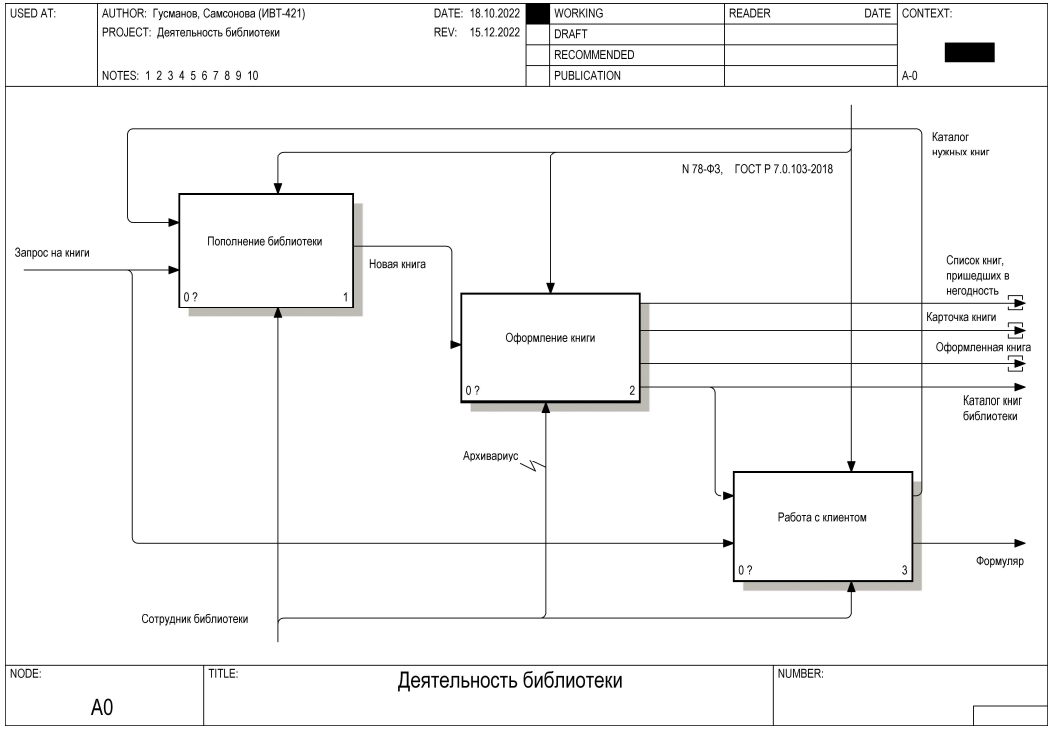 USED AT:
AUTHOR: Гусманов, Самсонова (ИВТ-421)
DATE: 18.10.2022
WORKING
READER
DATE
CONTEXT:
PROJECT: Деятельность библиотеки
REV: 15.12.2022
DRAFT
RECOMMENDED
NOTES: 1 2 3 4 5 6 7 8 9 10
PUBLICATION
A-0
Каталог
нужных книг
N 78-ФЗ, ГОСТ Р 7.0.103-2018
Пополнение библиотеки
0 ?
1
Запрос на книги
Новая книга
Список книг,
пришедших в
негодность
Карточка книги
Оформление книги
Оформленная книга
0 ?
2
Каталог книг
библиотеки
Архивариус
Работа с клиентом
0 ?
3
Формуляр
Сотрудник библиотеки
NODE:
A0
TITLE:
Деятельность библиотеки
NUMBER: